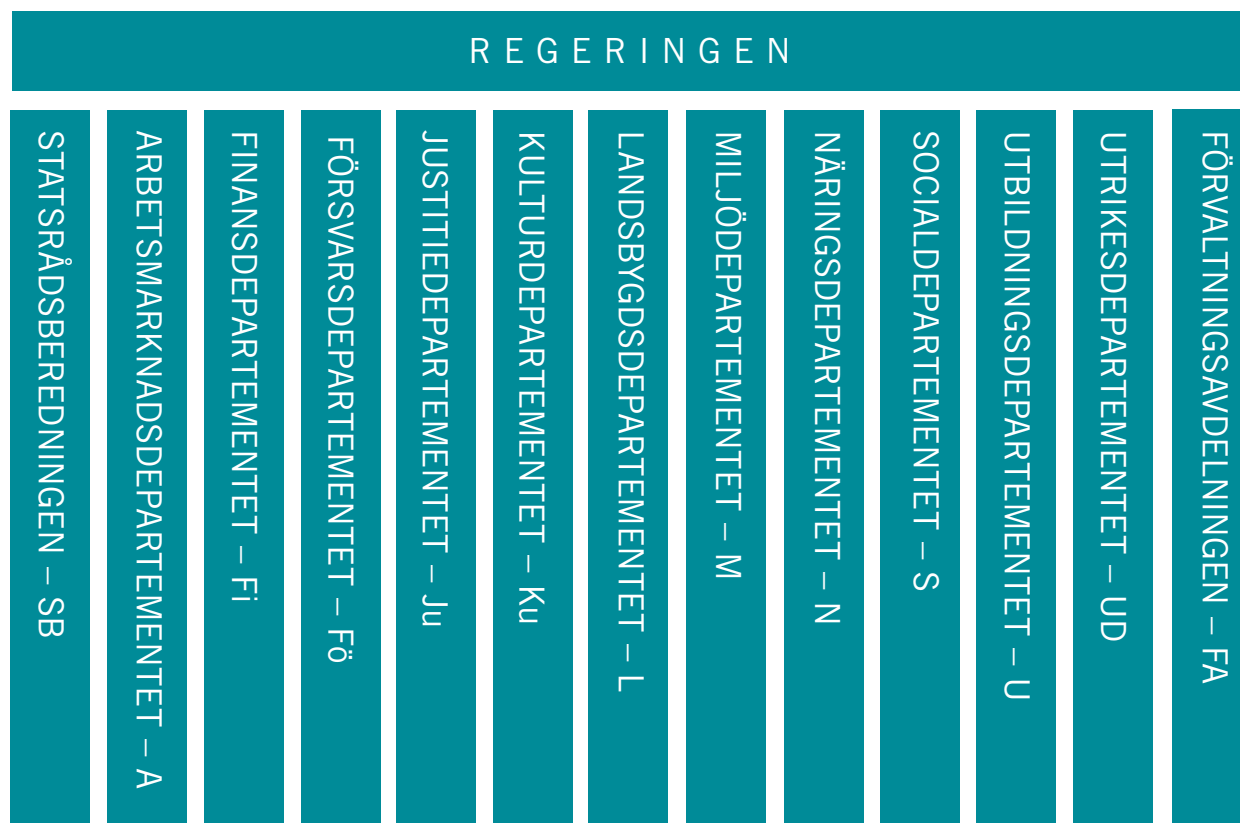 REGERINGEN
STATSRÅDSBEREDNINGEN – SB
ARBETSMARKNADSDEPARTEMENTET – A
FINANSDEPARTEMENTET – Fi
FÖRSVARSDEPARTEMENTET – Fö
JUSTITIEDEPARTEMENTET – Ju
KULTURDEPARTEMENTET – Ku
LANDSBYGDSDEPARTEMENTET – L
MILJÖDEPARTEMENTET – M
NÄRINGSDEPARTEMENTET – N
SOCIALDEPARTEMENTET – S
UTBILDNINGSDEPARTEMENTET – U
UTRIKESDEPARTEMENTET – UD
FÖRVALTNINGSAVDELNINGEN – FA